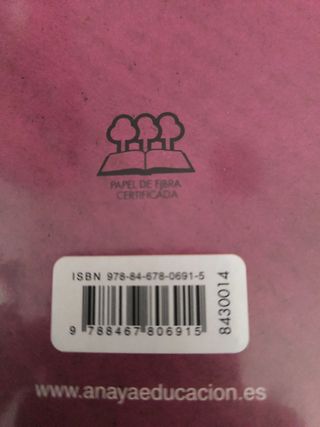 PAPEL DE FIBRA
CERTIFICADA
ISBN 978-84-678-0691-5
9 788467 806915
8430014
www.anayaeducacion.es